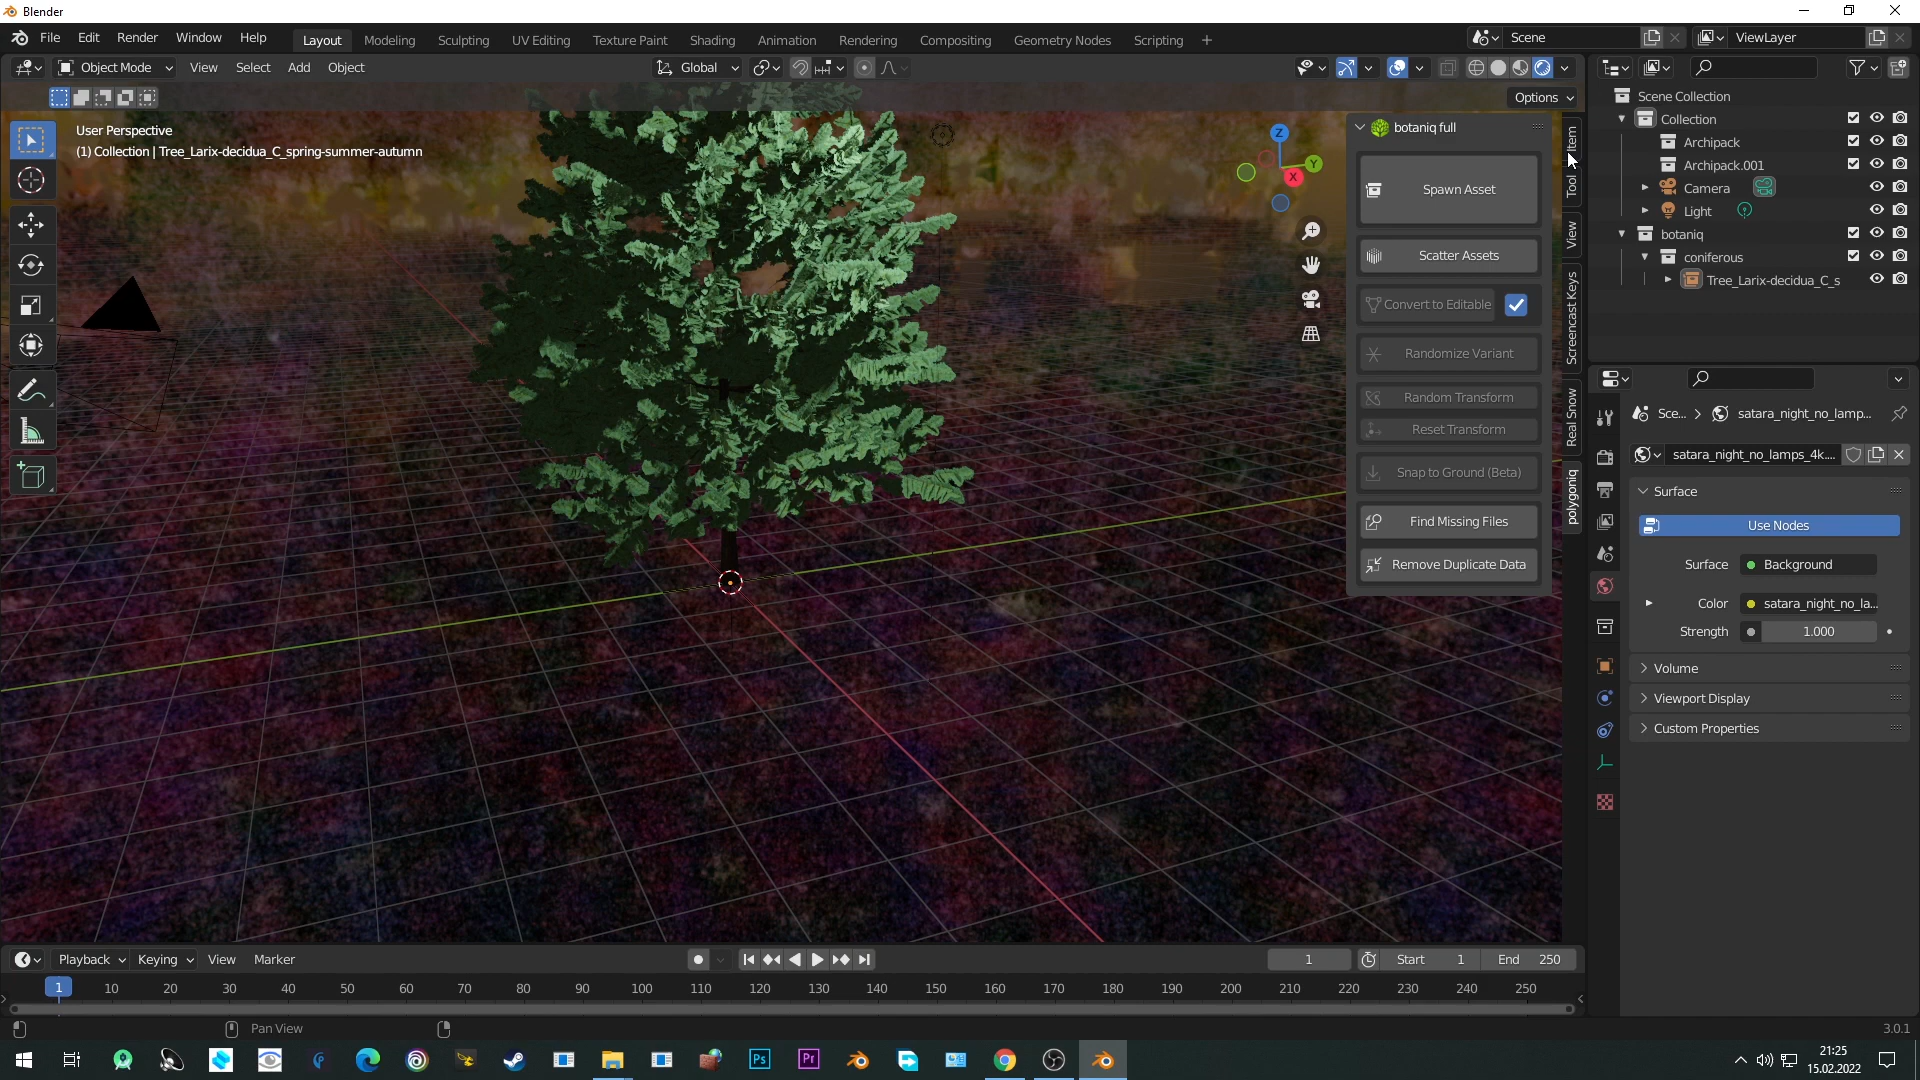 Blender
File Edit Render Window Help Layout Modeling Sculpting UV Editing Texture Paint Shading Animation Rendering Compositing Geometry Nodes Scripting + Scene ViewLayer
Object Mode View Select Add Object Global
Options
User Perspective
(1) Collection | Tree_Larix-decidua_C_spring-summer-autumn
Z
Y
X
botaniq full
Spawn Asset
Scatter Assets
Convert to Editable
Randomize Variant
Random Transform
Reset Transform
Snap to Ground (Beta)
Find Missing Files
Remove Duplicate Data
Item
Tool
View
Screencast Keys
Real Snow
polygoniq
Scene Collection
Collection
Archipack
Archipack.001
Camera
Light
botaniq
coniferous
Tree_Larix-decidua_C_s
Sce... satara_night_no_lamp...
satara_night_no_lamps_4k....
Surface
Use Nodes
Surface Background
Color satara_night_no_la...
Strength 1.000
Volume
Viewport Display
Custom Properties
Playback Keying View Marker 1 Start 1 End 250
1 10 20 30 40 50 60 70 80 90 100 110 120 130 140 150 160 170 180 190 200 210 220 230 240 250
Pan View 3.0.1
Ps Pr
21:25
15.02.2022